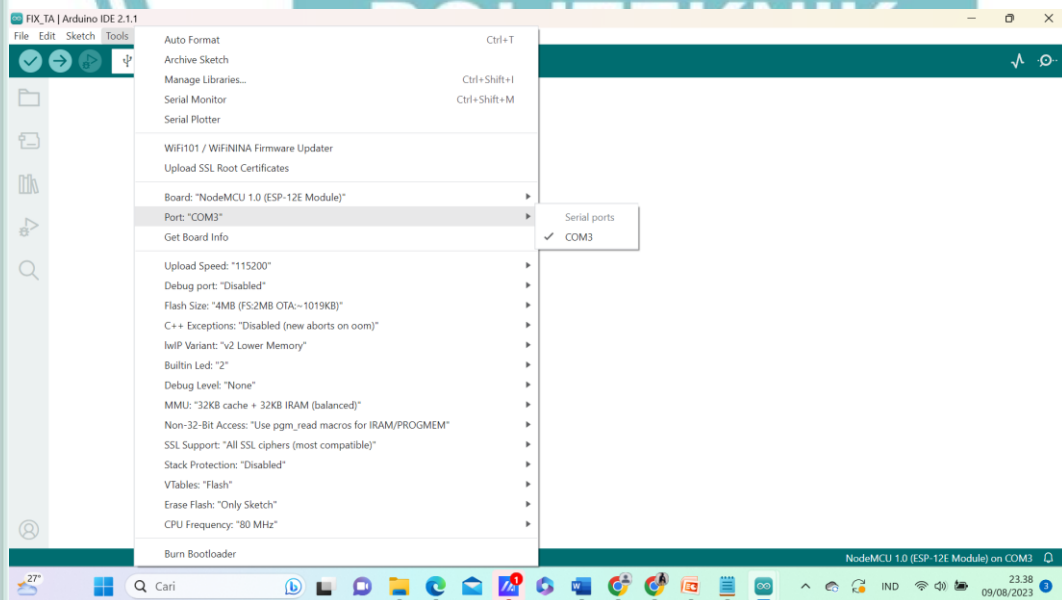 POLITEKNIK
FIX_TA | Arduino IDE 2.1.1
File Edit Sketch Tools
Auto Format Ctrl+T
Archive Sketch
Manage Libraries... Ctrl+Shift+I
Serial Monitor Ctrl+Shift+M
Serial Plotter
WiFi101 / WiFiNINA Firmware Updater
Upload SSL Root Certificates
Board: "NodeMCU 1.0 (ESP-12E Module)"
Port: "COM3" Serial ports
Get Board Info COM3
Upload Speed: "115200"
Debug port: "Disabled"
Flash Size: "4MB (FS:2MB OTA:~1019KB)"
C++ Exceptions: "Disabled (new aborts on oom)"
lwIP Variant: "v2 Lower Memory"
Builtin Led: "2"
Debug Level: "None"
MMU: "32KB cache + 32KB IRAM (balanced)"
Non-32-Bit Access: "Use pgm_read macros for IRAM/PROGMEM"
SSL Support: "All SSL ciphers (most compatible)"
Stack Protection: "Disabled"
VTables: "Flash"
Erase Flash: "Only Sketch"
CPU Frequency: "80 MHz"
Burn Bootloader
NodeMCU 1.0 (ESP-12E Module) on COM3
27° Cari 1 IND 23.38 3
09/08/2023